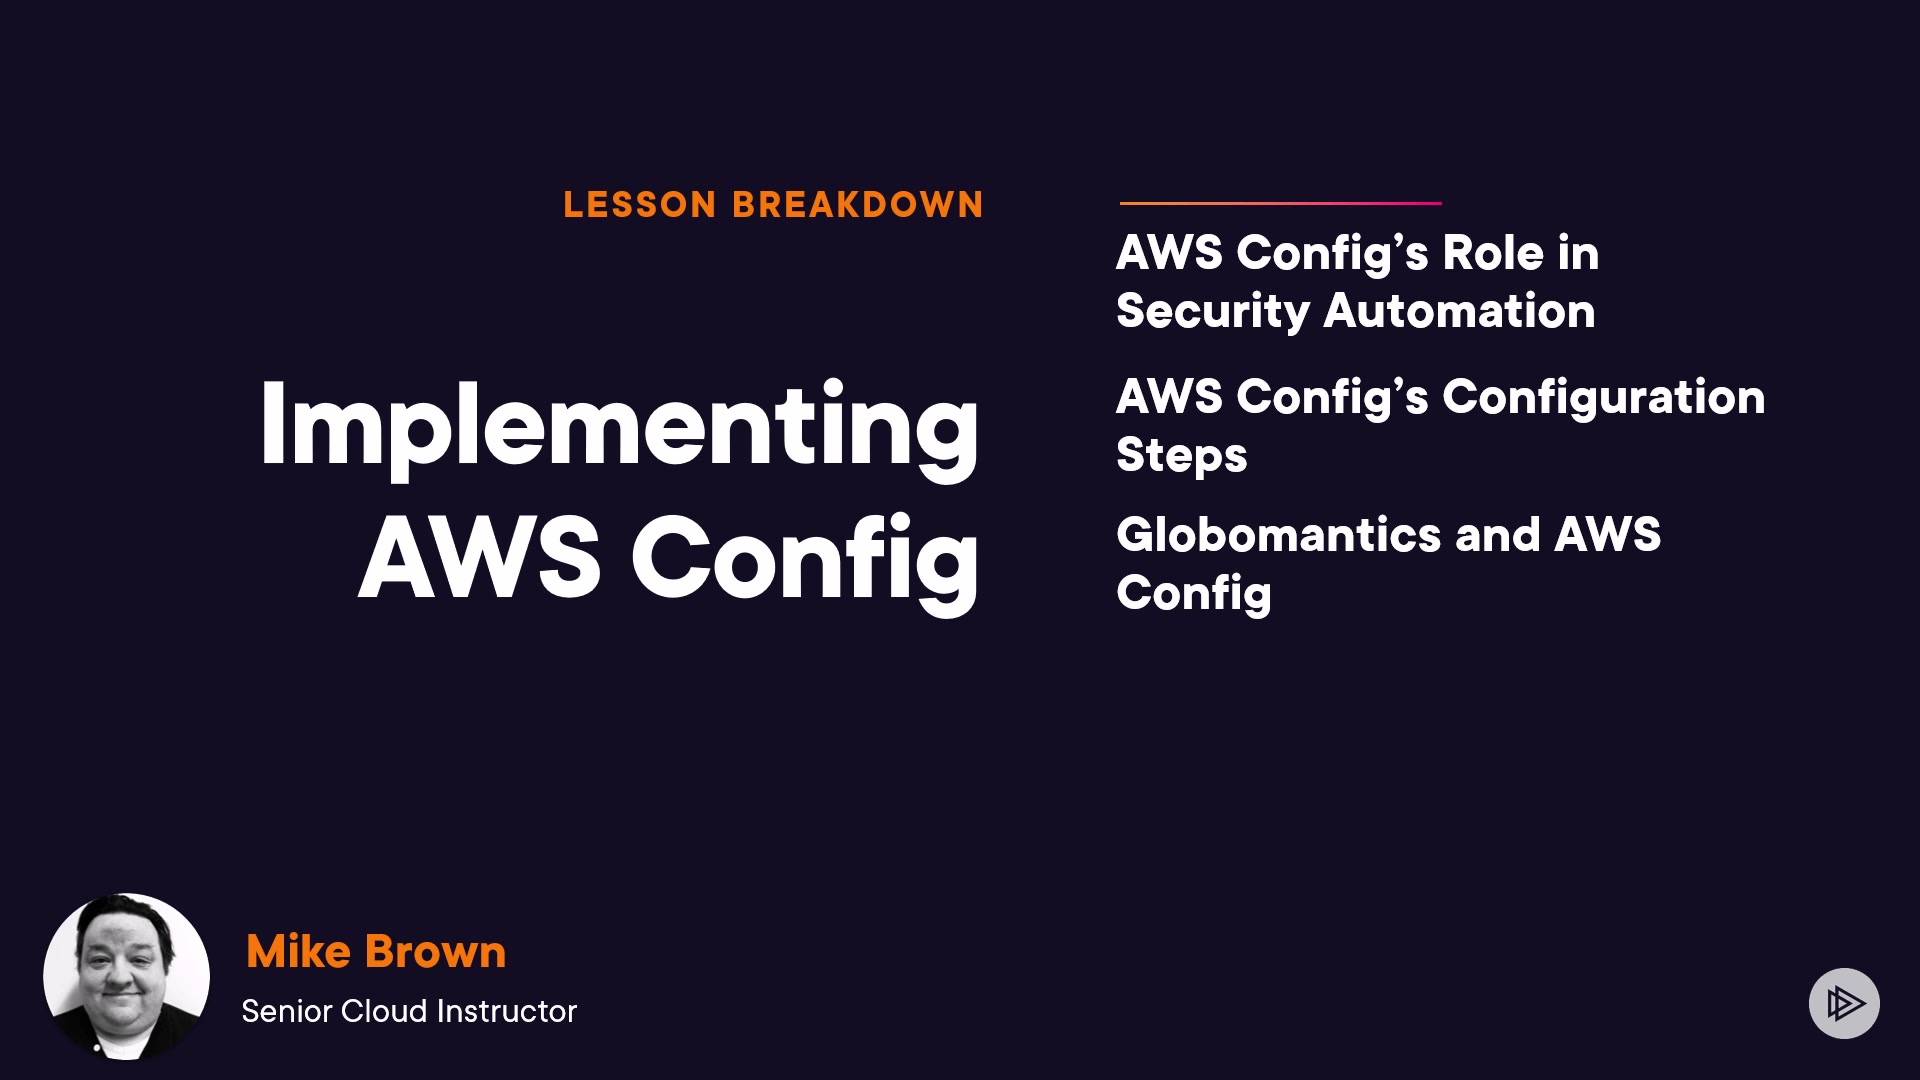 LESSON BREAKDOWN
Implementing
AWS Config
AWS Config’s Role in
Security Automation
AWS Config’s Configuration
Steps
Globomantics and AWS
Config
Mike Brown
Senior Cloud Instructor